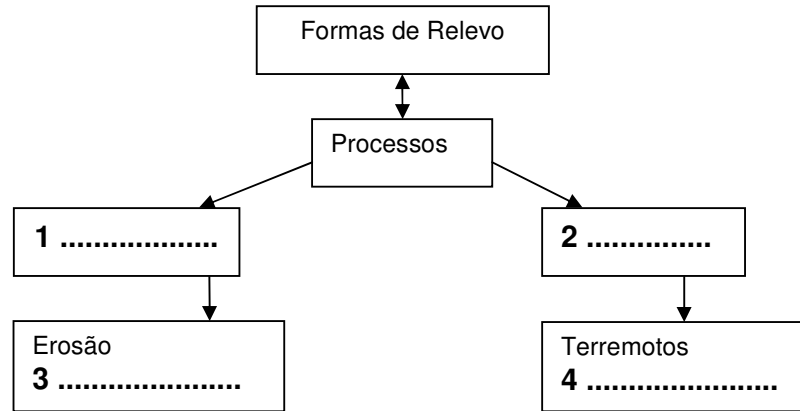 Formas de Relevo
Processos
1 ...................
2 ...............
Erosão
3 ......................
Terremotos
4 .......................